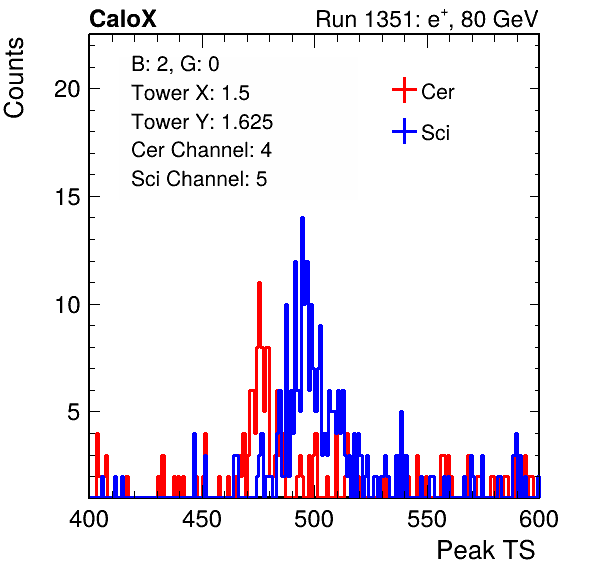 CaloX Run 1351: e⁺, 80 GeV
Counts
B: 2, G: 0
Tower X: 1.5
Tower Y: 1.625
Cer Channel: 4
Sci Channel: 5
Cer
Sci
20
15
10
5
400 450 500 550 600
Peak TS